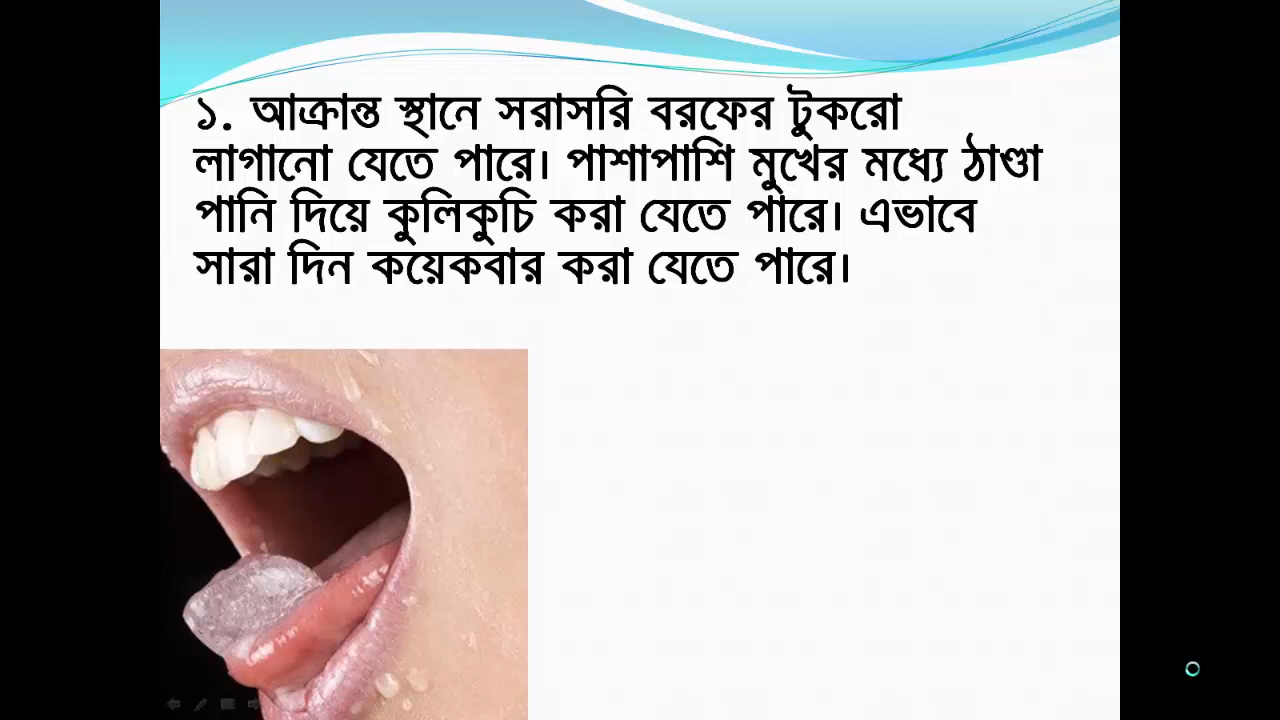 ১. আক্রান্ত স্থানে সরাসরি বরফের টুকরো
লাগানো যেতে পারে। পাশাপাশি মুখের মধ্যে ঠাণ্ডা
পানি দিয়ে কুলিকুচি করা যেতে পারে। এভাবে
সারা দিন কয়েকবার করা যেতে পারে।